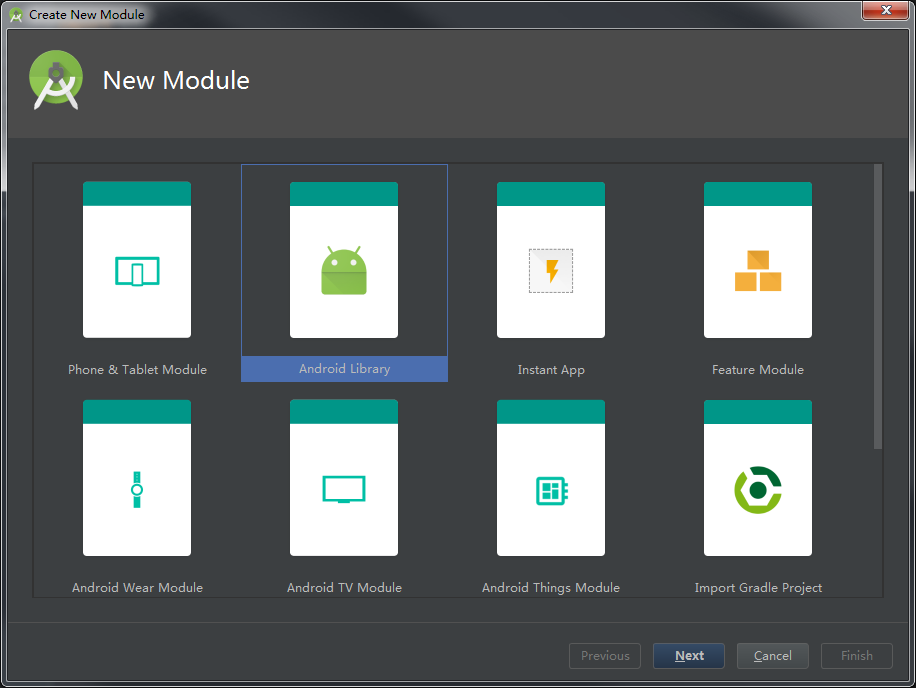 Create New Module
New Module
Phone & Tablet Module
Android Library
Instant App
Feature Module
Android Wear Module
Android TV Module
Android Things Module
Import Gradle Project
Previous
Next
Cancel
Finish